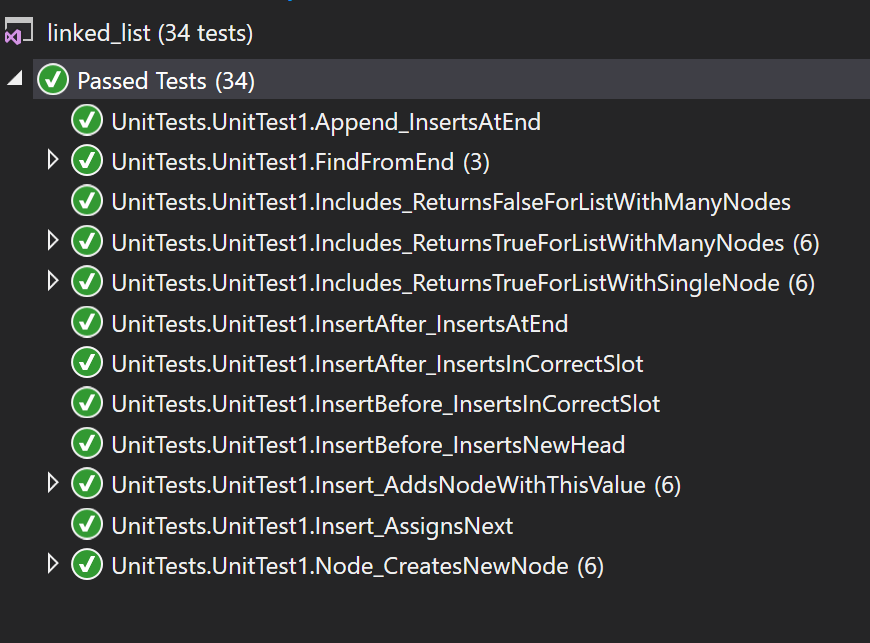 linked_list (34 tests)
Passed Tests (34)
UnitTests.UnitTest1.Append_InsertsAtEnd
UnitTests.UnitTest1.FindFromEnd (3)
UnitTests.UnitTest1.Includes_ReturnsFalseForListWithManyNodes
UnitTests.UnitTest1.Includes_ReturnsTrueForListWithManyNodes (6)
UnitTests.UnitTest1.Includes_ReturnsTrueForListWithSingleNode (6)
UnitTests.UnitTest1.InsertAfter_InsertsAtEnd
UnitTests.UnitTest1.InsertAfter_InsertsInCorrectSlot
UnitTests.UnitTest1.InsertBefore_InsertsInCorrectSlot
UnitTests.UnitTest1.InsertBefore_InsertsNewHead
UnitTests.UnitTest1.Insert_AddsNodeWithThisValue (6)
UnitTests.UnitTest1.Insert_AssignsNext
UnitTests.UnitTest1.Node_CreatesNewNode (6)